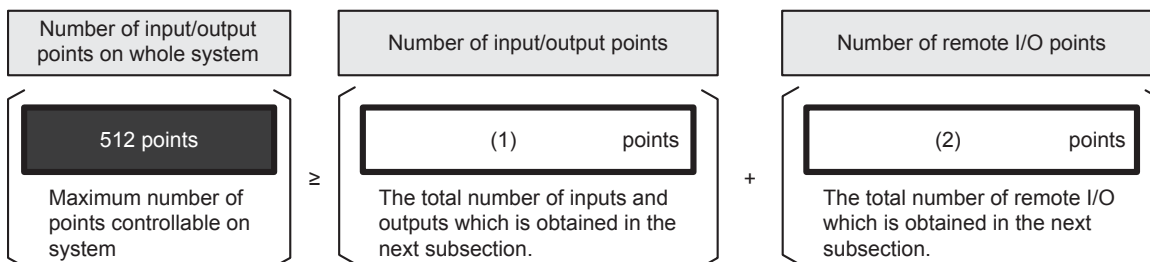 Number of input/output
points on whole system
Number of input/output points
Number of remote I/O points
512 points
≥
(1) points
+
(2) points
Maximum number of
points controllable on
system
The total number of inputs and
outputs which is obtained in the
next subsection.
The total number of remote I/O
which is obtained in the next
subsection.